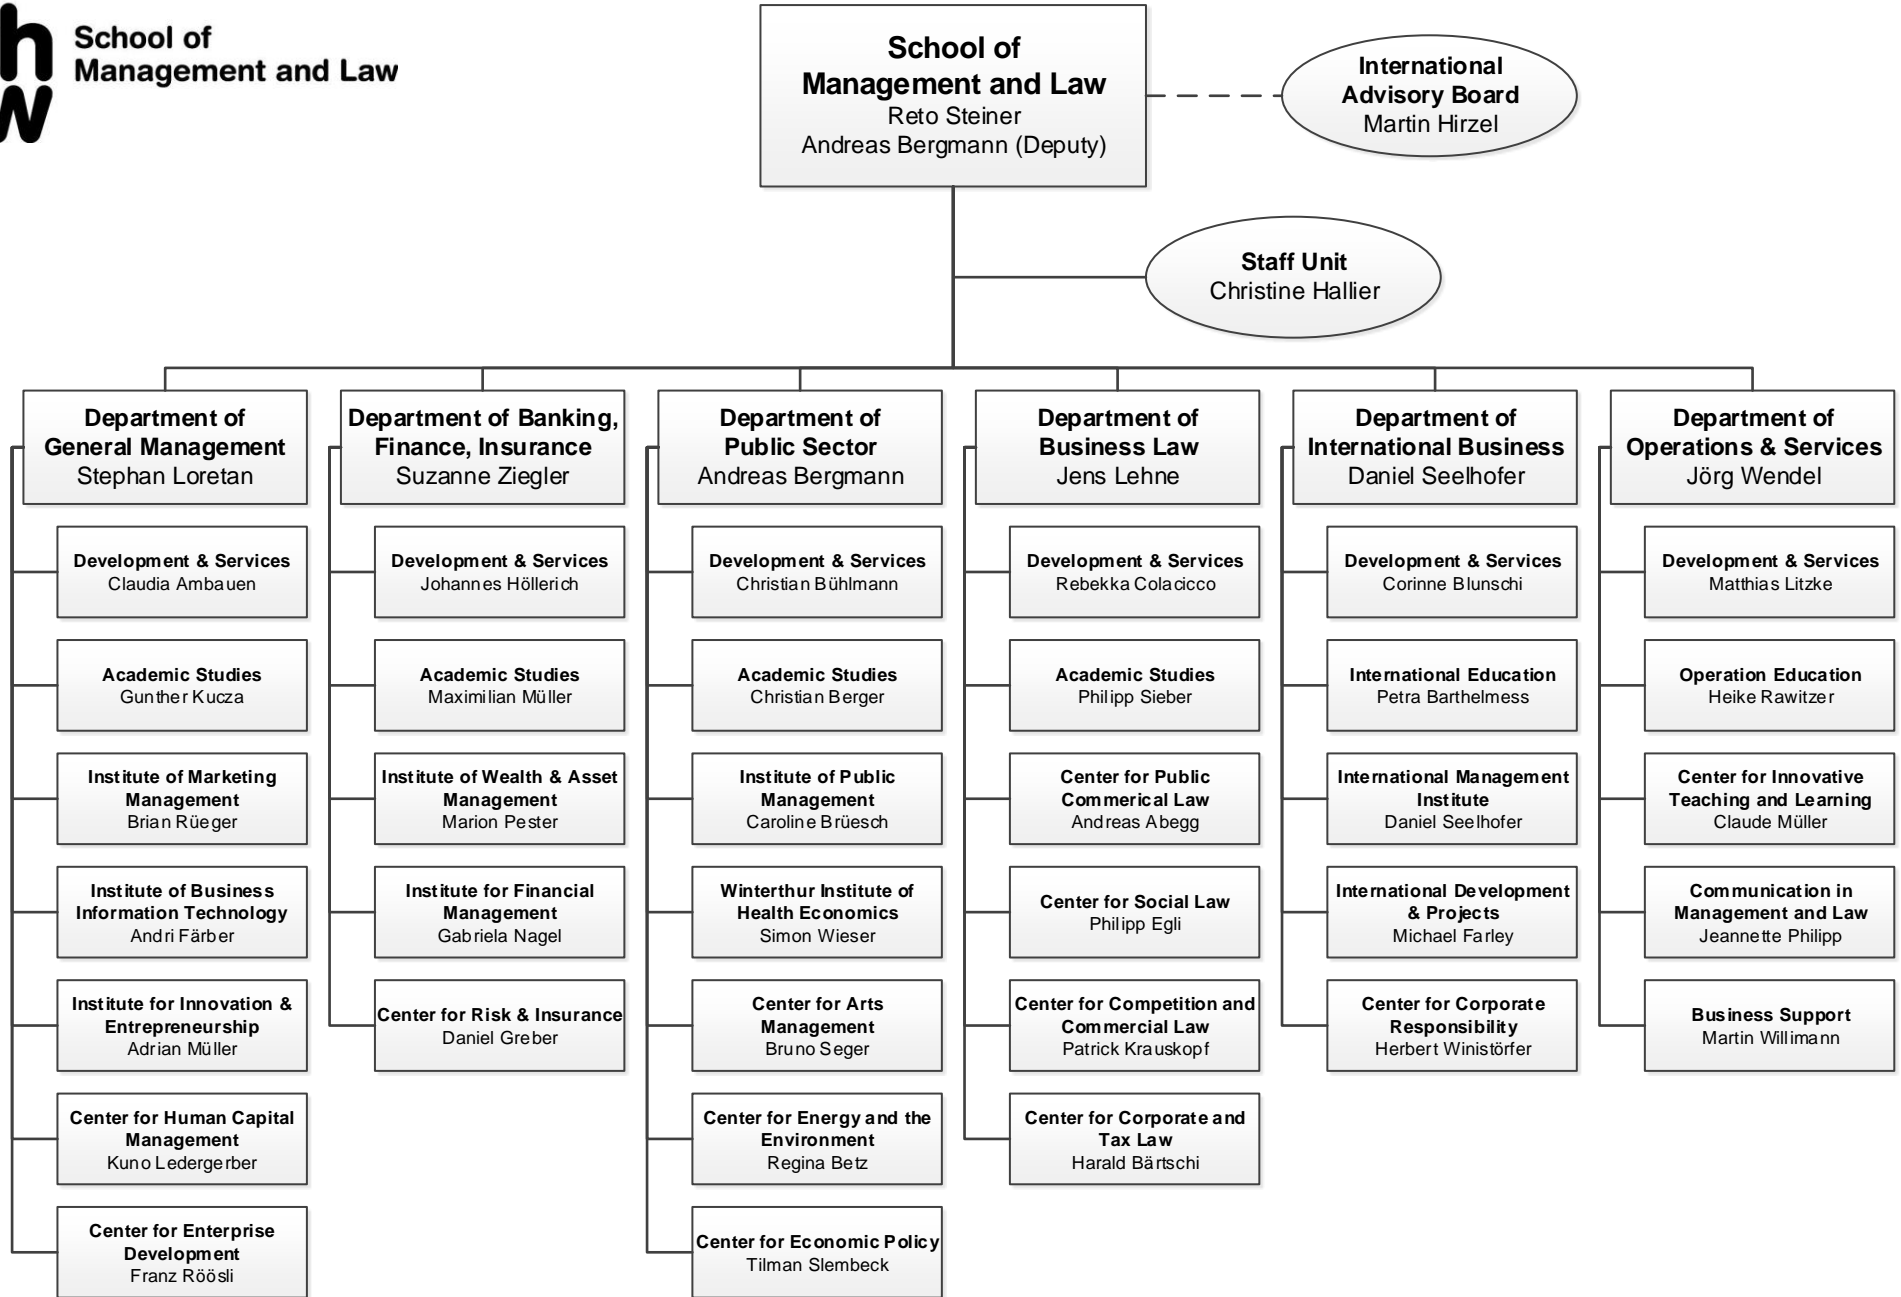 School of
Management and Law
School of
Management and Law
Reto Steiner
Andreas Bergmann (Deputy)
International
Advisory Board
Martin Hirzel
Staff Unit
Christine Hallier
Department of
General Management
Stephan Loretan
Development & Services
Claudia Ambauen
Academic Studies
Gunther Kucza
Institute of Marketing
Management
Brian Rüeger
Institute of Business
Information Technology
Andri Färber
Institute for Innovation &
Entrepreneurship
Adrian Müller
Center for Human Capital
Management
Kuno Ledergerber
Center for Enterprise
Development
Franz Röösli
Department of Banking,
Finance, Insurance
Suzanne Ziegler
Development & Services
Johannes Höllerich
Academic Studies
Maximilian Müller
Institute of Wealth & Asset
Management
Marion Pester
Institute for Financial
Management
Gabriela Nagel
Center for Risk & Insurance
Daniel Greber
Department of
Public Sector
Andreas Bergmann
Development & Services
Christian Bühlmann
Academic Studies
Christian Berger
Institute of Public
Management
Caroline Brüesch
Winterthur Institute of
Health Economics
Simon Wieser
Center for Arts
Management
Bruno Seger
Center for Energy and the
Environment
Regina Betz
Center for Economic Policy
Tilman Slembeck
Department of
Business Law
Jens Lehne
Development & Services
Rebekka Colacicco
Academic Studies
Philipp Sieber
Center for Public
Commerical Law
Andreas Abegg
Center for Social Law
Philipp Egli
Center for Competition and
Commercial Law
Patrick Krauskopf
Center for Corporate and
Tax Law
Harald Bärtschi
Department of
International Business
Daniel Seelhofer
Development & Services
Corinne Blunschi
International Education
Petra Barthelmess
International Management
Institute
Daniel Seelhofer
International Development
& Projects
Michael Farley
Center for Corporate
Responsibility
Herbert Winistörfer
Department of
Operations & Services
Jörg Wendel
Development & Services
Matthias Litzke
Operation Education
Heike Rawitzer
Center for Innovative
Teaching and Learning
Claude Müller
Communication in
Management and Law
Jeannette Philipp
Business Support
Martin Willimann